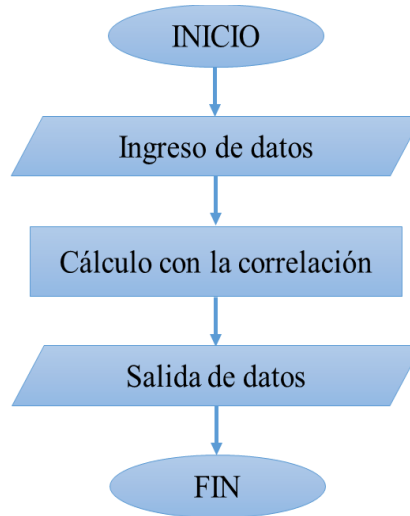 INICIO
Ingreso de datos
Cálculo con la correlación
Salida de datos
FIN